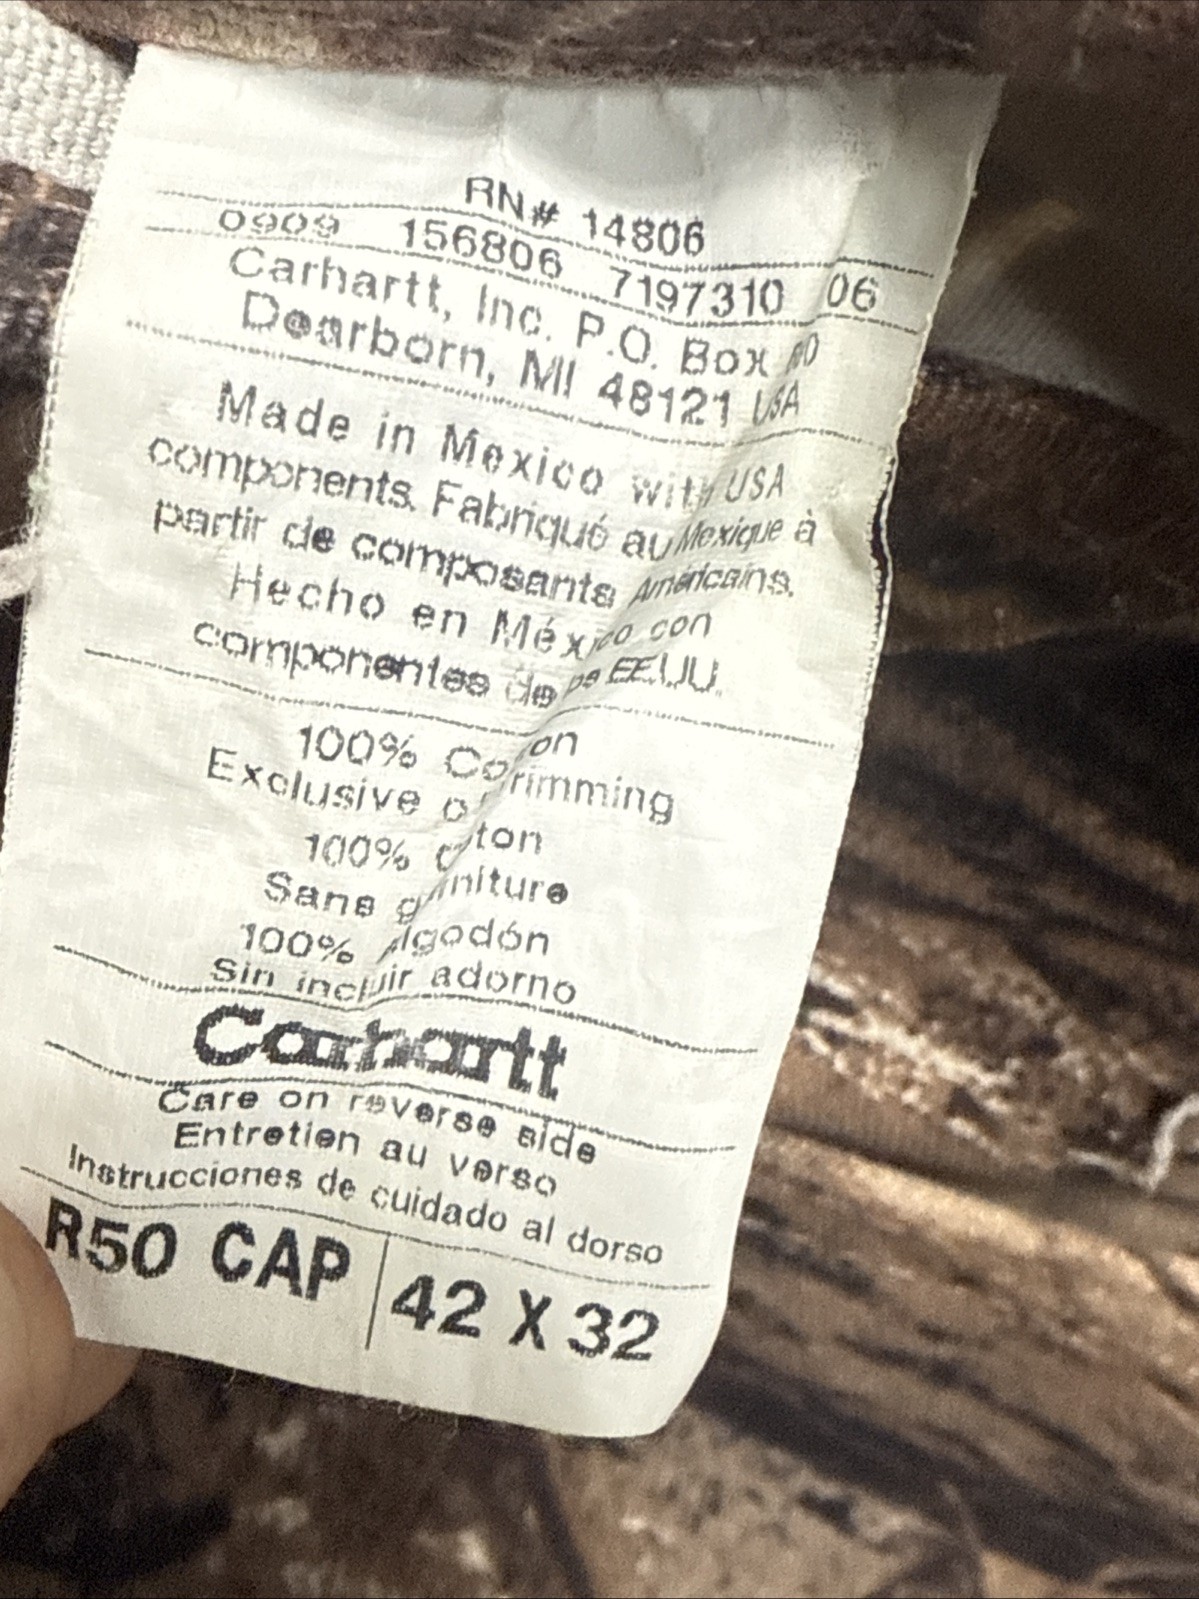 RN# 14806
0909 156806 7197310 06
Carhartt, Inc. P.O. Box
Dearborn, MI 48121 USA
Made in Mexico with USA
components. Fabriqué au Mexique à
partir de composants Américains.
Hecho en México con
componentes de los EE.UU.
100% Cotton
Exclusive of Trimming
100% Coton
Sans garniture
100% Algodón
Sin incluir adorno
Carhartt
Care on reverse side
Entretien au verso
Instrucciones de cuidado al dorso
R50 CAP 42 X 32